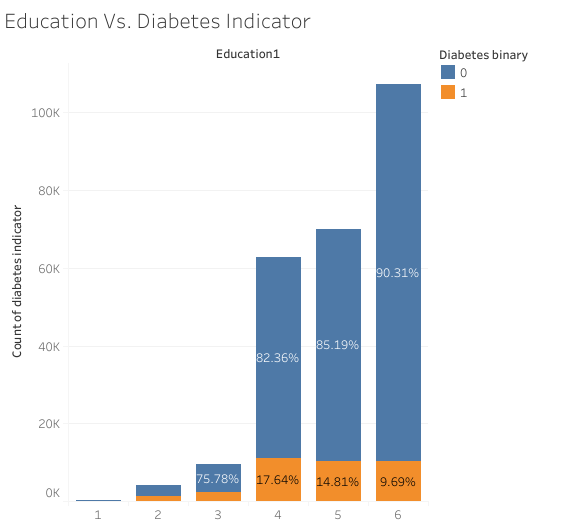 Education Vs. Diabetes Indicator
Education1
Diabetes binary
0
1
Count of diabetes indicator
100K
80K
60K
40K
20K
0K
90.31%
85.19%
82.36%
75.78%
17.64%
14.81%
9.69%
1
2
3
4
5
6